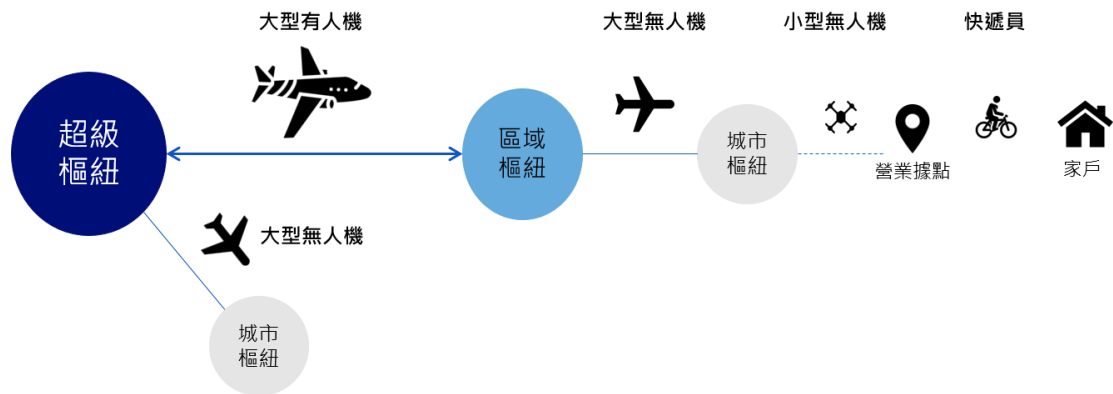 大型有人機
大型無人機
小型無人機
快遞員
超級
樞紐
區域
樞紐
城市
樞紐
營業據點
家戶
大型無人機
城市
樞紐